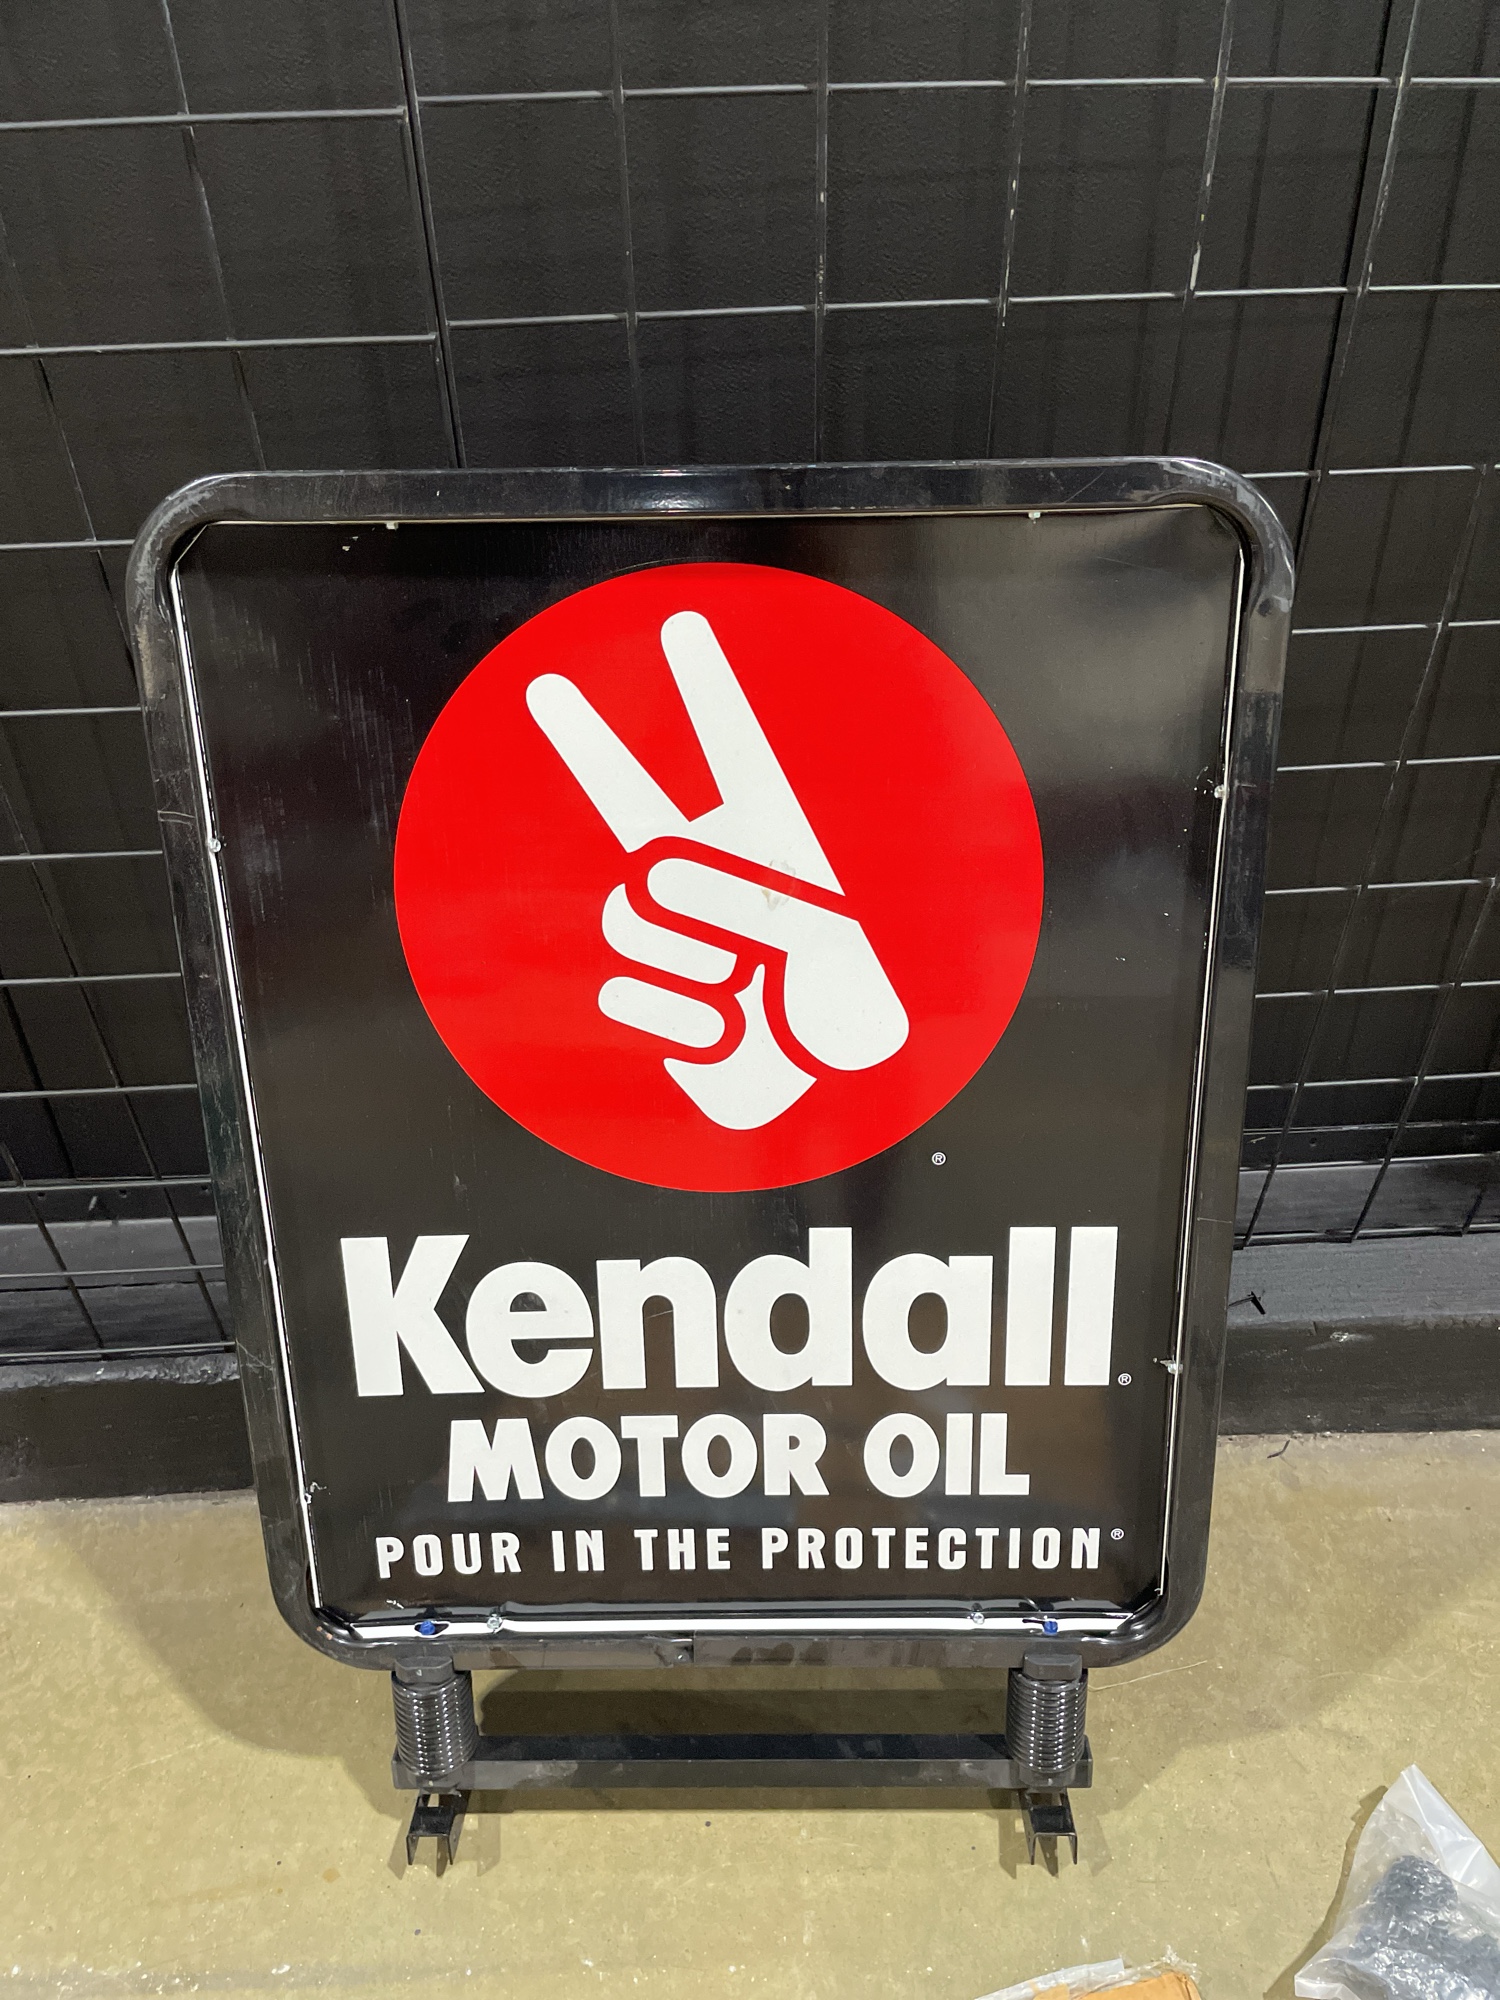 ®
Kendall®
MOTOR OIL
POUR IN THE PROTECTION®